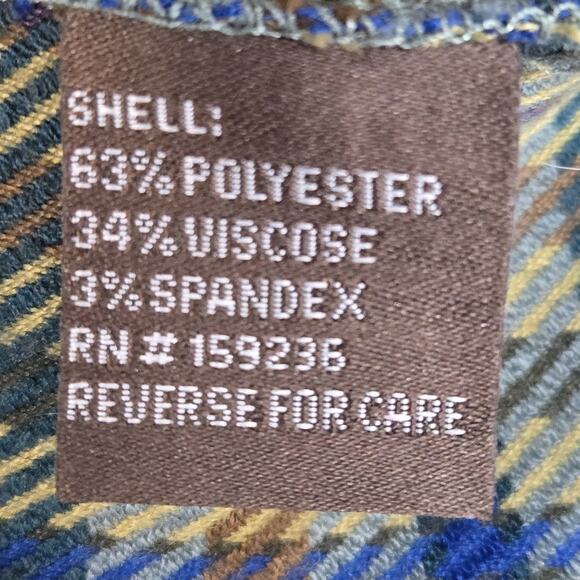 SHELL:
63% POLYESTER
34% VISCOSE
3% SPANDEX
RN # 159236
REVERSE FOR CARE